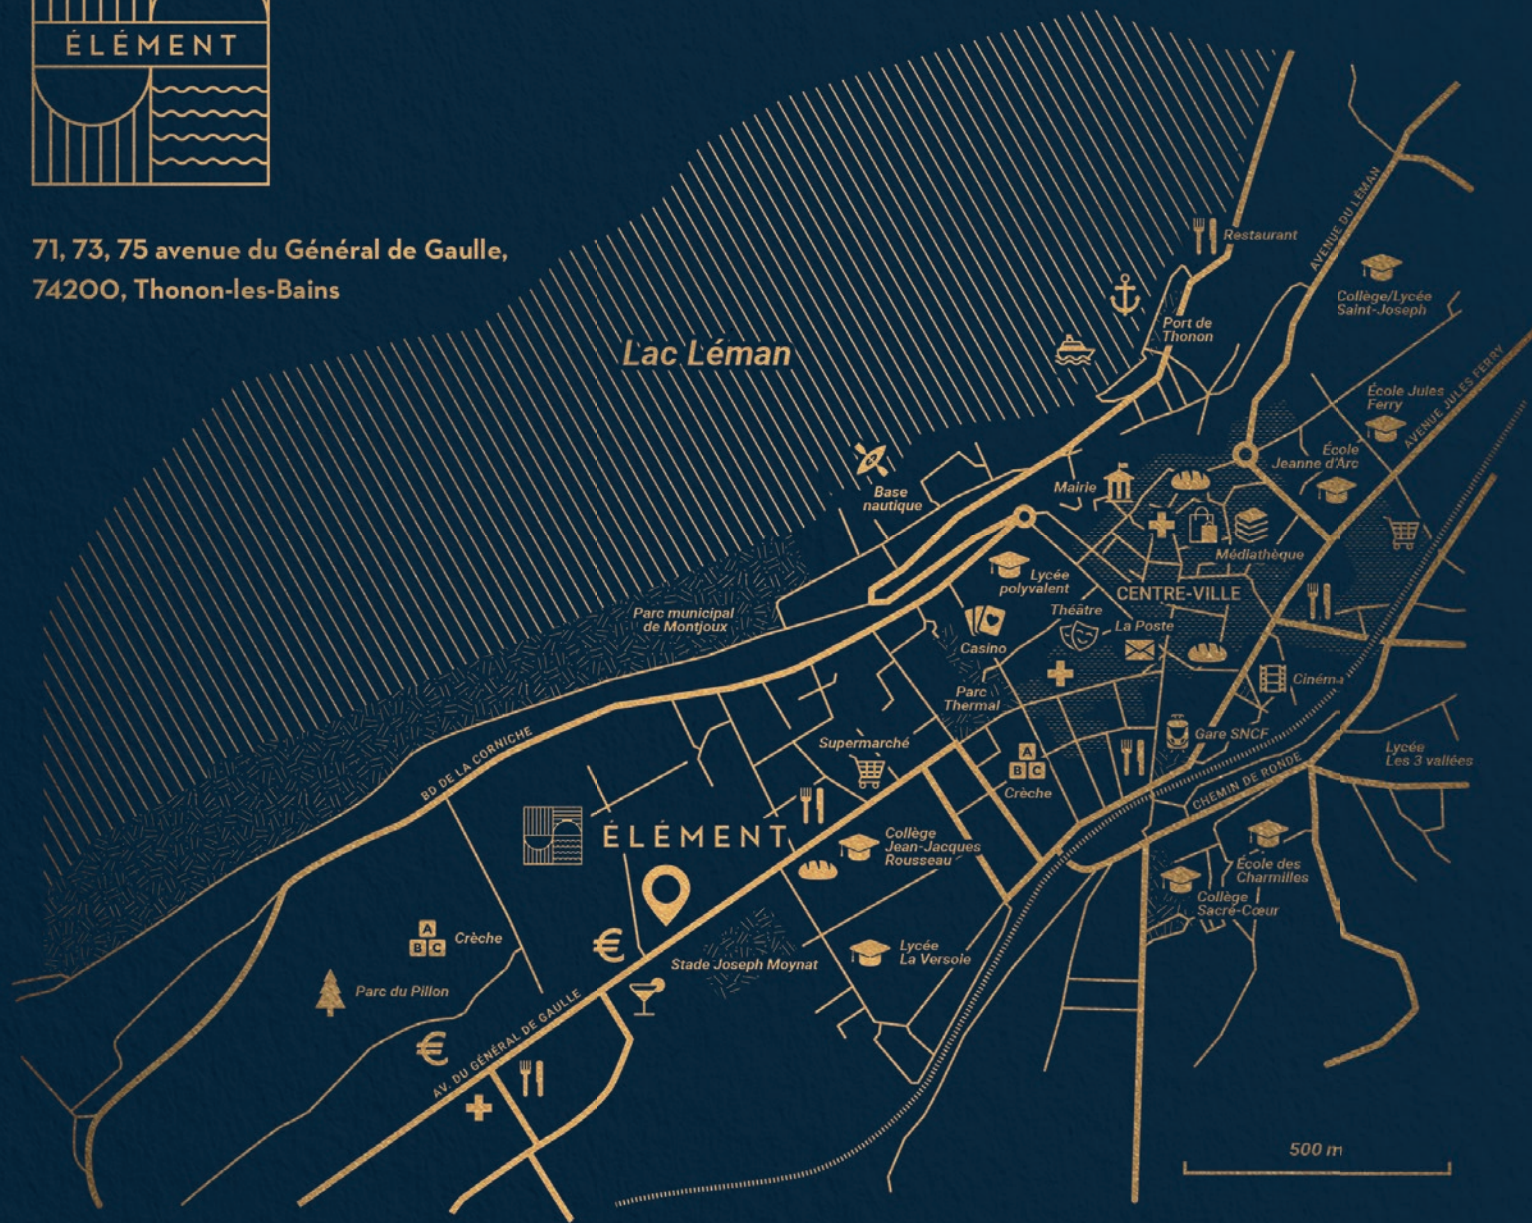 ÉLÉMENT
71, 73, 75 avenue du Général de Gaulle,
74200, Thonon-les-Bains
Restaurant
AVENUE DU LÉMAN
Collège/Lycée
Saint-Joseph
Port de
Thonon
Lac Léman
École Jules
Ferry
AVENUE JULES FERRY
École
Jeanne d'Arc
Base
nautique
Mairie
Médiathèque
Lycée
polyvalent
CENTRE-VILLE
Théâtre
La Poste
Parc municipal
de Montjoux
Casino
Cinéma
Parc
Thermal
Gare SNCF
BD DE LA CORNICHE
Supermarché
Lycée
Les 3 vallées
A
B C
Crèche
CHEMIN DE RONDE
ÉLÉMENT
Collège
Jean-Jacques
Rousseau
École des
Charmilles
Collège
Sacré-Cœur
A
B C
Crèche
€
Lycée
La Versoie
Stade Joseph Moynat
Parc du Pillon
€
AV. DU GÉNÉRAL DE GAULLE
500 m